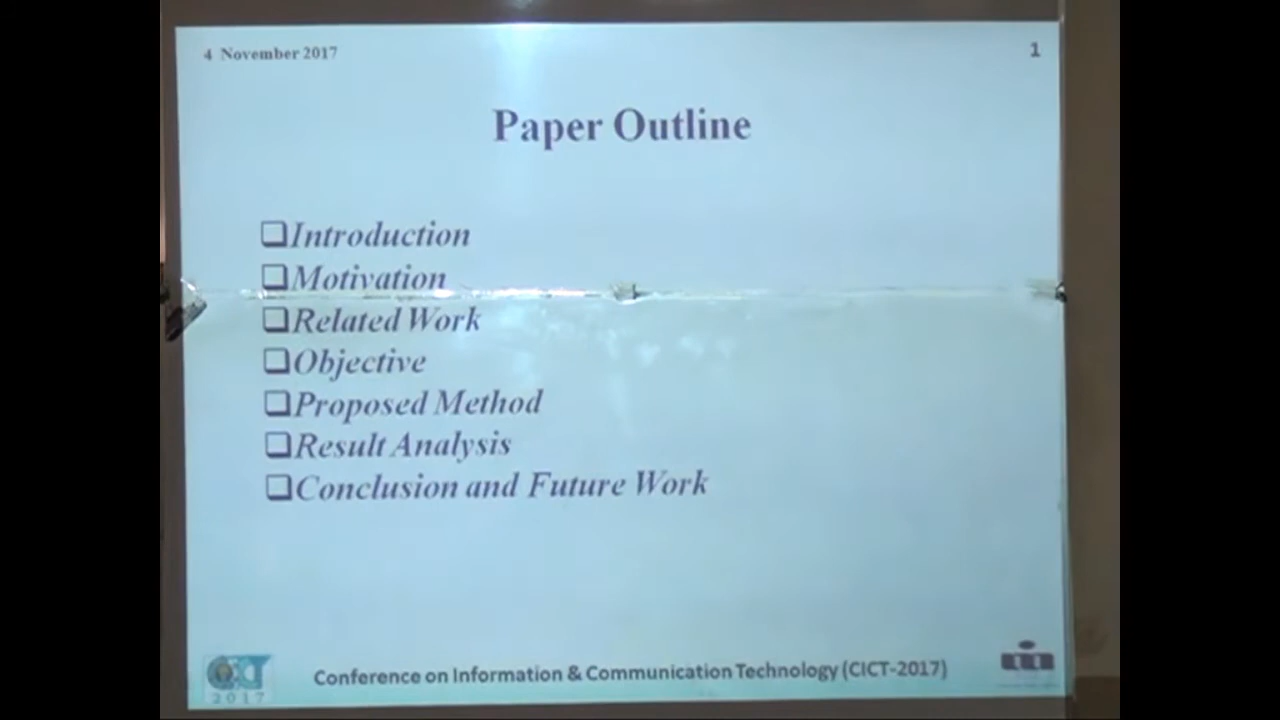 4 November 2017
1
Paper Outline
❑Introduction
❑Motivation
❑Related Work
❑Objective
❑Proposed Method
❑Result Analysis
❑Conclusion and Future Work
CICT
2017
Conference on Information & Communication Technology (CICT-2017)